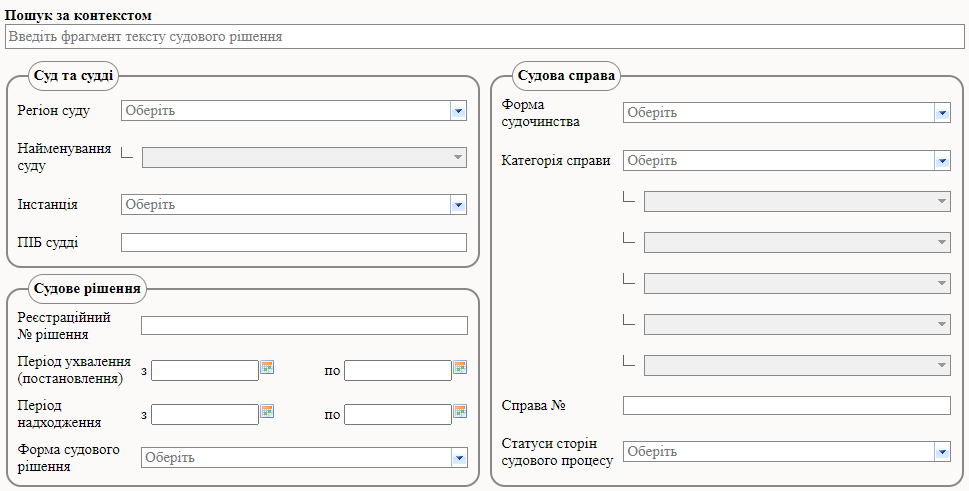 Пошук за контекстом
Введіть фрагмент тексту судового рішення
Суд та судді
Регіон суду
Оберіть
Найменування
суду
Інстанція
Оберіть
ПІБ судді
Судове рішення
Реєстраційний
№ рішення
Період ухвалення
(постановлення)
з
по
Період
надходження
з
по
Форма судового
рішення
Оберіть
Судова справа
Форма
судочинства
Оберіть
Категорія справи
Оберіть
Справа №
Статуси сторін
судового процесу
Оберіть